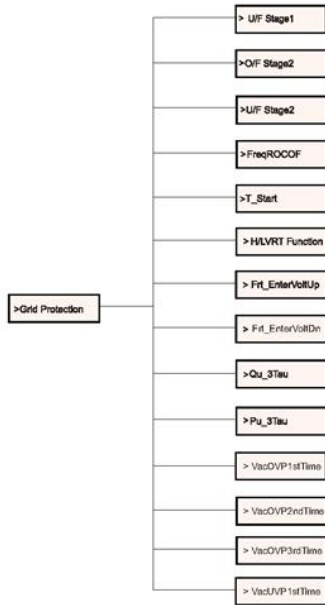 > U/F Stage1
>O/F Stage2
>U/F Stage2
>FreqROCOF
>T_Start
> H/LVRT Function
> Frt_EnterVoltUp
>Grid Protection
> Frt_EnterVoltDn
>Qu_3Tau
>Pu_3Tau
> VacOVP1stTime
> VacOVP2ndTime
> VacOVP3rdTime
> VacUVP1stTime